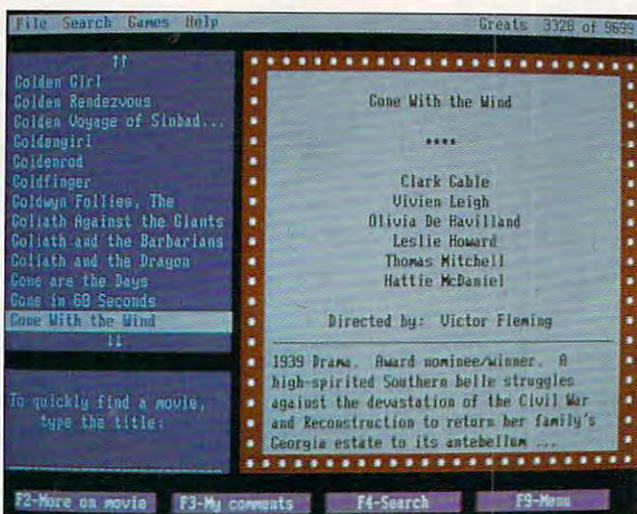 File Search Games Help
Greats 3328 of 9699
Golden Girl
Golden Rendezvous
Golden Voyage of Sinbad...
Goldengirl
Goldenrod
Goldfinger
Goldwyn Follies, The
Goliath Against the Giants
Goliath and the Barbarians
Goliath and the Dragon
Gone are the Days
Gone in 60 Seconds
Gone With the Wind
To quickly find a movie,
type the title:
Gone With the Wind
****
Clark Gable
Vivien Leigh
Olivia De Havilland
Leslie Howard
Thomas Mitchell
Hattie McDaniel
Directed by: Victor Fleming
1939 Drama. Award nominee/winner. A
high-spirited Southern belle struggles
against the devastation of the Civil War
and Reconstruction to return her family's
Georgia estate to its antebellum ...
F2-More on movie F3-My comments F4-Search F9-Menu